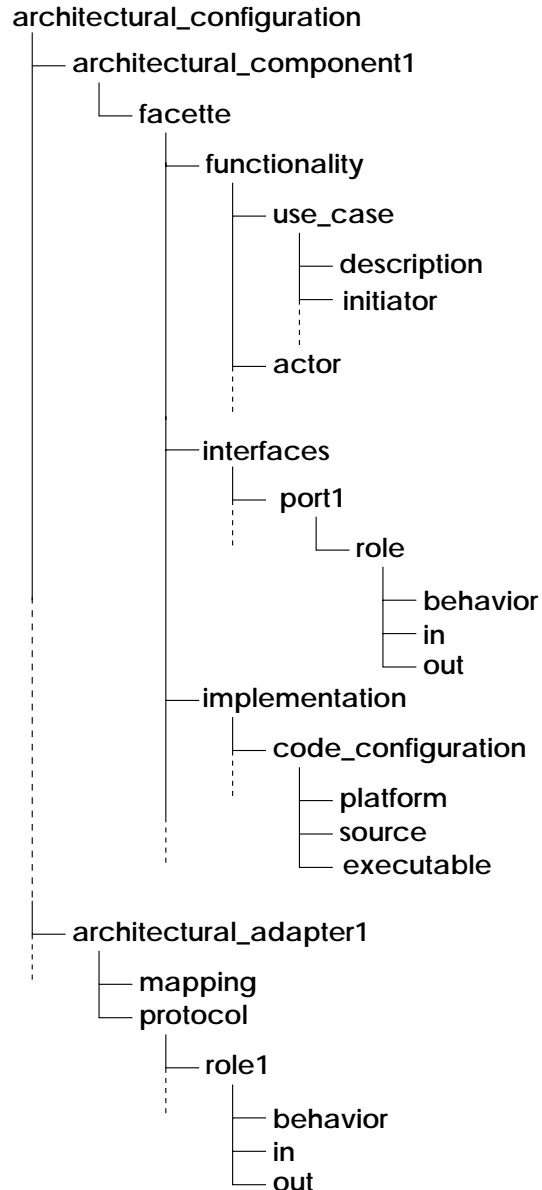 architectural_configuration
architectural_component1
facette
functionality
use_case
description
initiator
actor
interfaces
port1
role
behavior
in
out
implementation
code_configuration
platform
source
executable
architectural_adapter1
mapping
protocol
role1
behavior
in
out